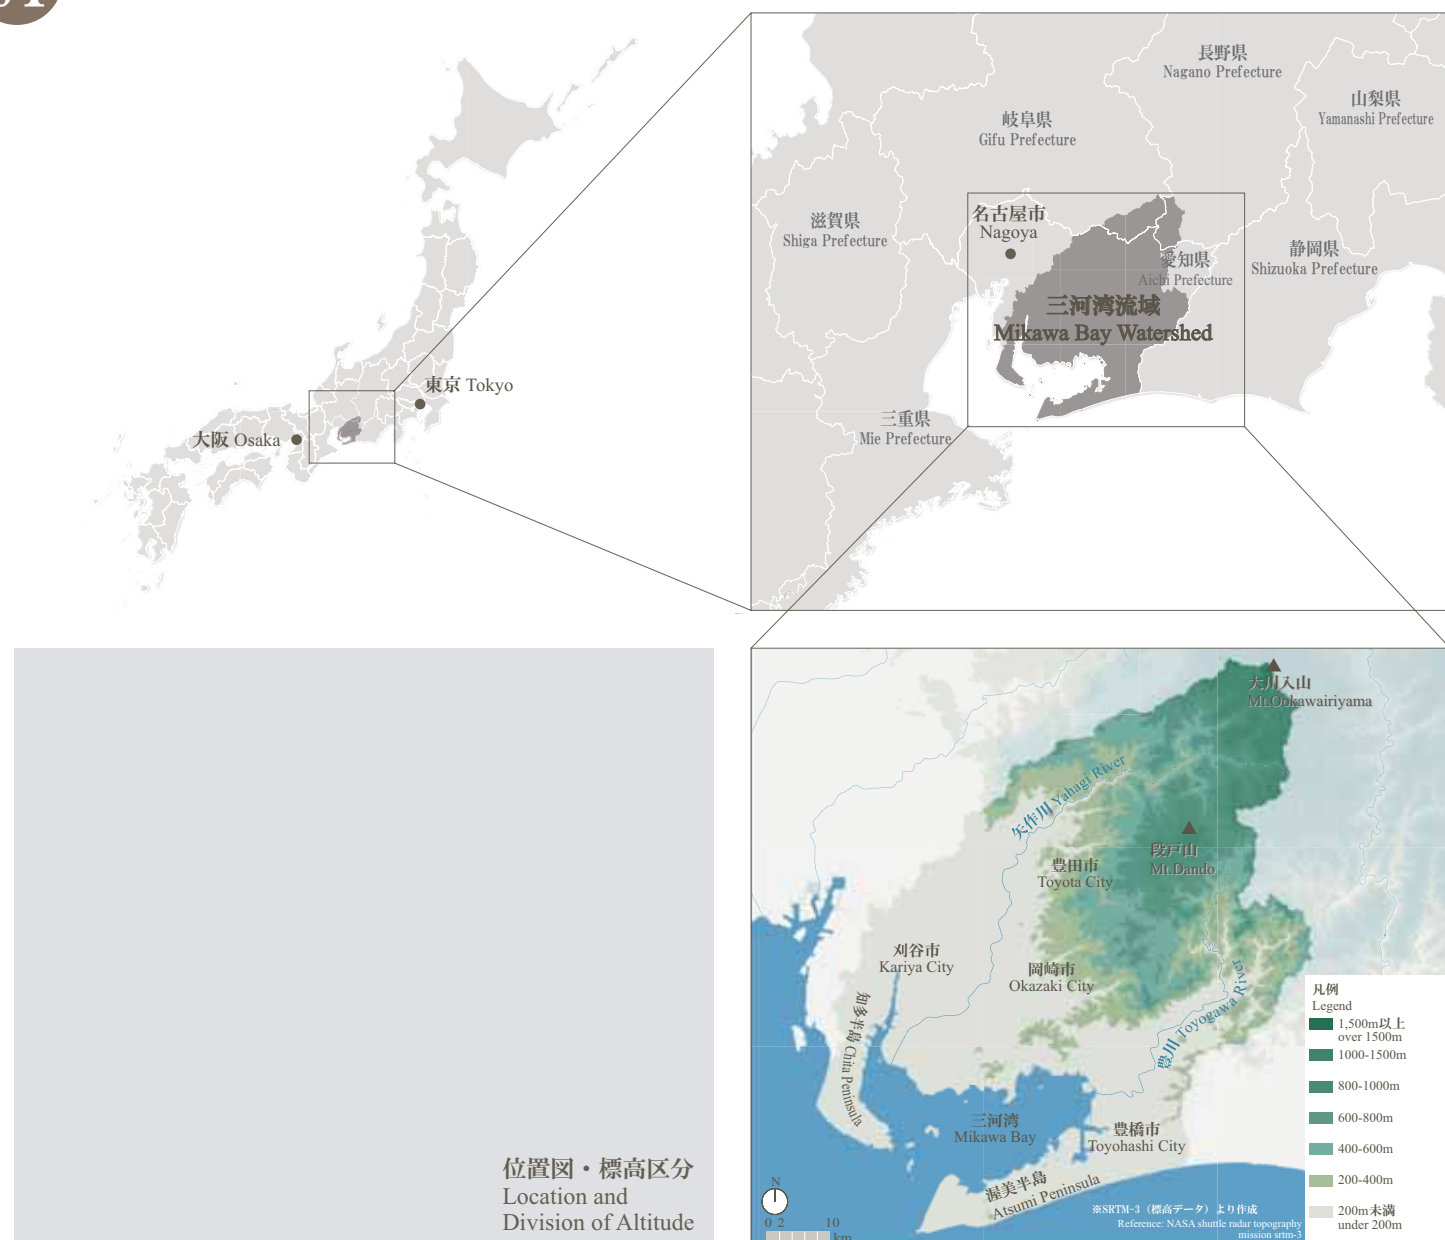 長野県
Nagano Prefecture
山梨県
Yamanashi Prefecture
岐阜県
Gifu Prefecture
滋賀県
Shiga Prefecture
名古屋市
Nagoya
愛知県
Aichi Prefecture
静岡県
Shizuoka Prefecture
三河湾流域
Mikawa Bay Watershed
三重県
Mie Prefecture
東京 Tokyo
大阪 Osaka
位置図・標高区分
Location and
Division of Altitude
大川入山
Mt.Ookawairiyama
矢作川 Yahagi River
段戸山
Mt.Dando
豊田市
Toyota City
刈谷市
Kariya City
岡崎市
Okazaki City
知多半島 Chita Peninsula
豊川 Toyogawa River
三河湾
Mikawa Bay
豊橋市
Toyohashi City
渥美半島
Atsumi Peninsula
N
0 2 10
km
※SRTM-3（標高データ）より作成
Reference: NASA shuttle radar topography
mission srtm-3
凡例
Legend
1,500m以上
over 1500m
1000-1500m
800-1000m
600-800m
400-600m
200-400m
200m未満
under 200m